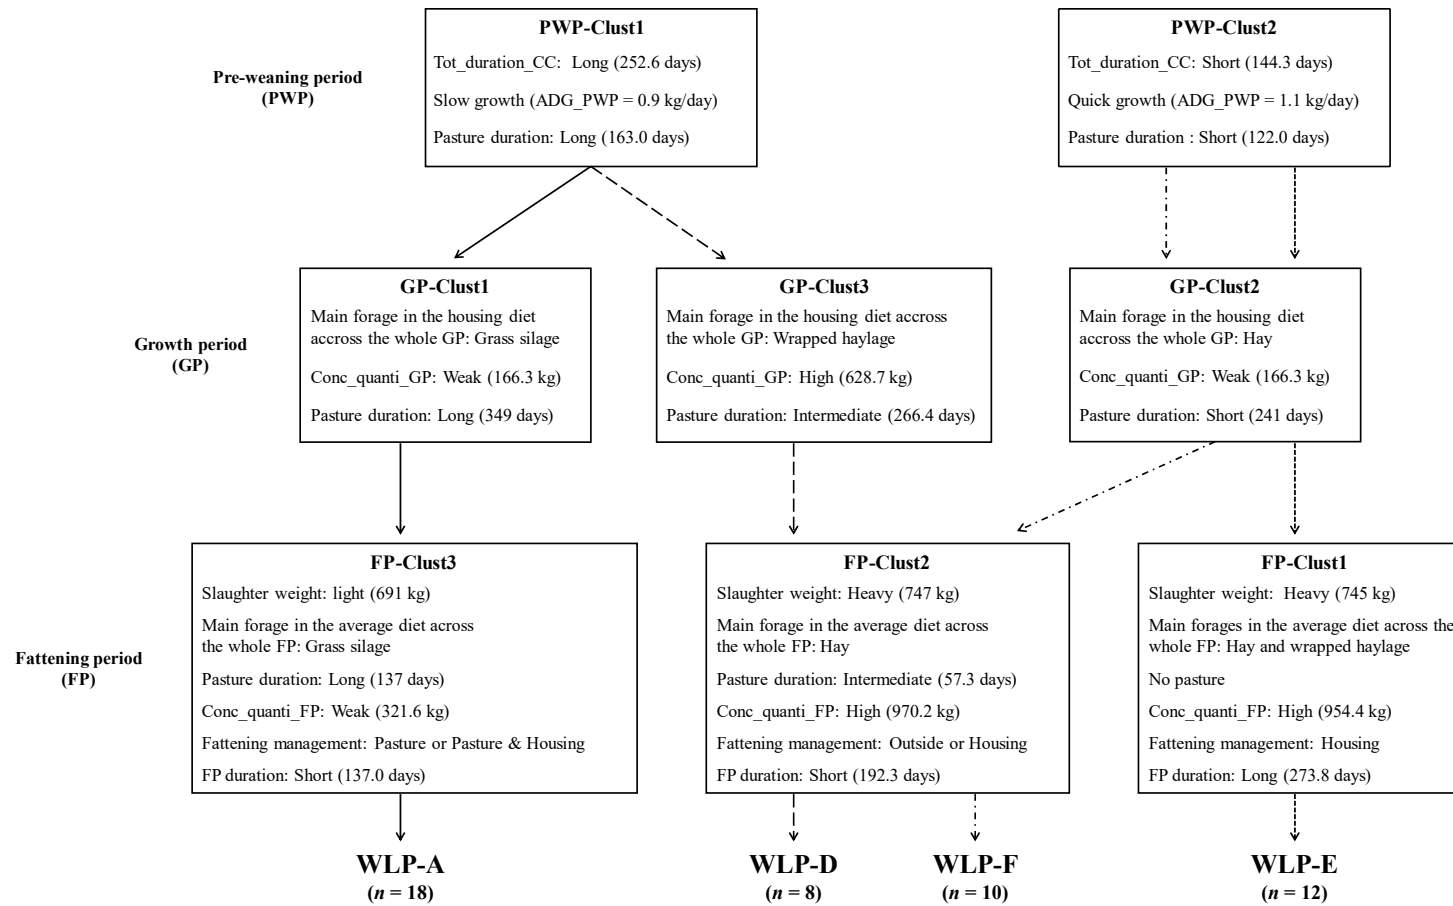 PWP-Clust1
Tot_duration_CC:  Long (252.6 days)
Slow growth (ADG_PWP = 0.9 kg/day)
Pasture duration: Long (163.0 days)
PWP-Clust2
Tot_duration_CC: Short (144.3 days)
Quick growth (ADG_PWP = 1.1 kg/day)
Pasture duration : Short (122.0 days)
Pre-weaning period
(PWP)
GP-Clust1
Main forage in the housing diet
accross the whole GP: Grass silage
Conc_quanti_GP: Weak (166.3 kg)
Pasture duration: Long (349 days)
GP-Clust3
Main forage in the housing diet accross
the whole GP: Wrapped haylage
Conc_quanti_GP: High (628.7 kg)
Pasture duration: Intermediate (266.4 days)
GP-Clust2
Main forage in the housing diet
accross the whole GP: Hay
Conc_quanti_GP: Weak (166.3 kg)
Pasture duration: Short (241 days)
Growth period
(GP)
FP-Clust3
Slaughter weight: light (691 kg)
Main forage in the average diet across
the whole FP: Grass silage
Pasture duration: Long (137 days)
Conc_quanti_FP: Weak (321.6 kg)
Fattening management: Pasture or Pasture & Housing
FP duration: Short (137.0 days)
FP-Clust2
Slaughter weight: Heavy (747 kg)
Main forage in the average diet across
the whole FP: Hay
Pasture duration: Intermediate (57.3 days)
Conc_quanti_FP: High (970.2 kg)
Fattening management: Outside or Housing
FP duration: Short (192.3 days)
FP-Clust1
Slaughter weight:  Heavy (745 kg)
Main forages in the average diet across the
whole FP: Hay and wrapped haylage
No pasture
Conc_quanti_FP: High (954.4 kg)
Fattening management: Housing
FP duration: Long (273.8 days)
Fattening period
(FP)
WLP-A
(n = 18)
WLP-D
(n = 8)
WLP-F
(n = 10)
WLP-E
(n = 12)